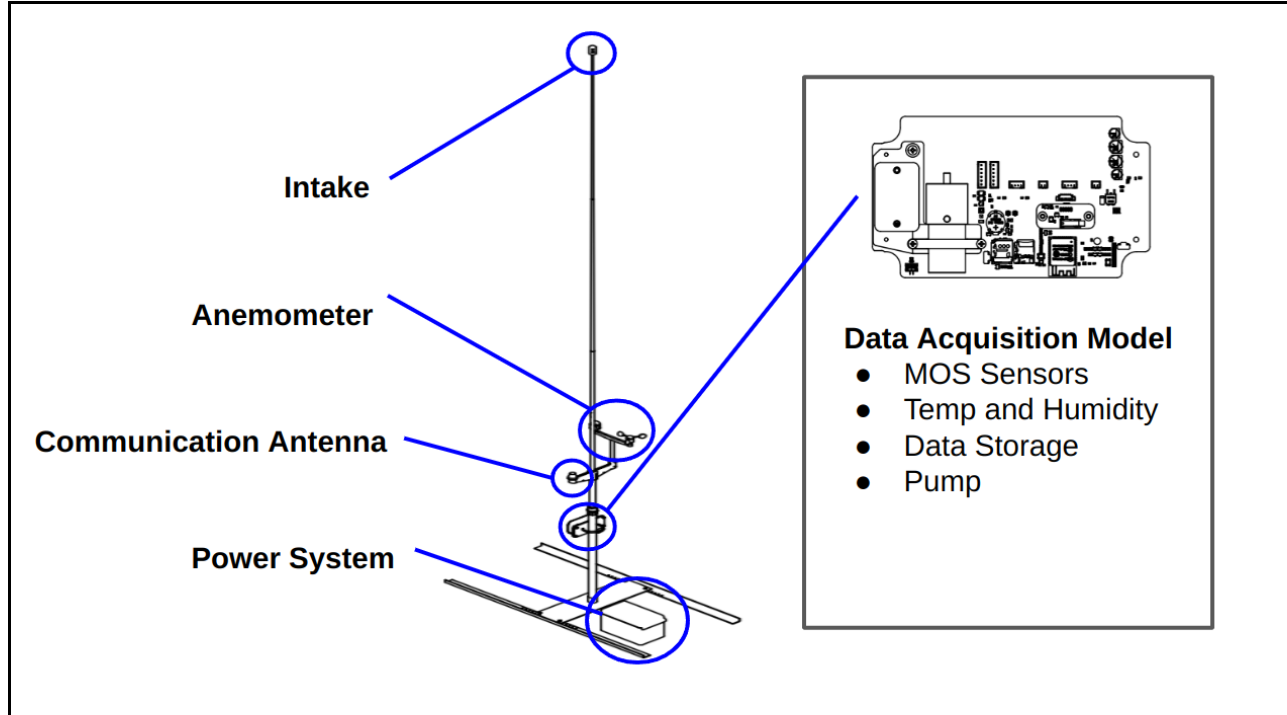 Intake
Anemometer
Communication Antenna
Power System
Data Acquisition Model
● MOS Sensors
● Temp and Humidity
● Data Storage
● Pump